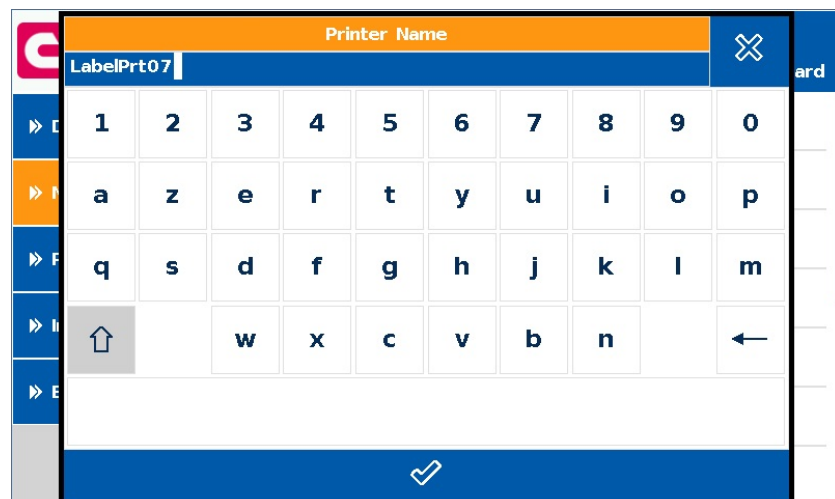 Printer Name
LabelPrt07
ard
1 2 3 4 5 6 7 8 9 0
a z e r t y u i o p
q s d f g h j k l m
w x c v b n